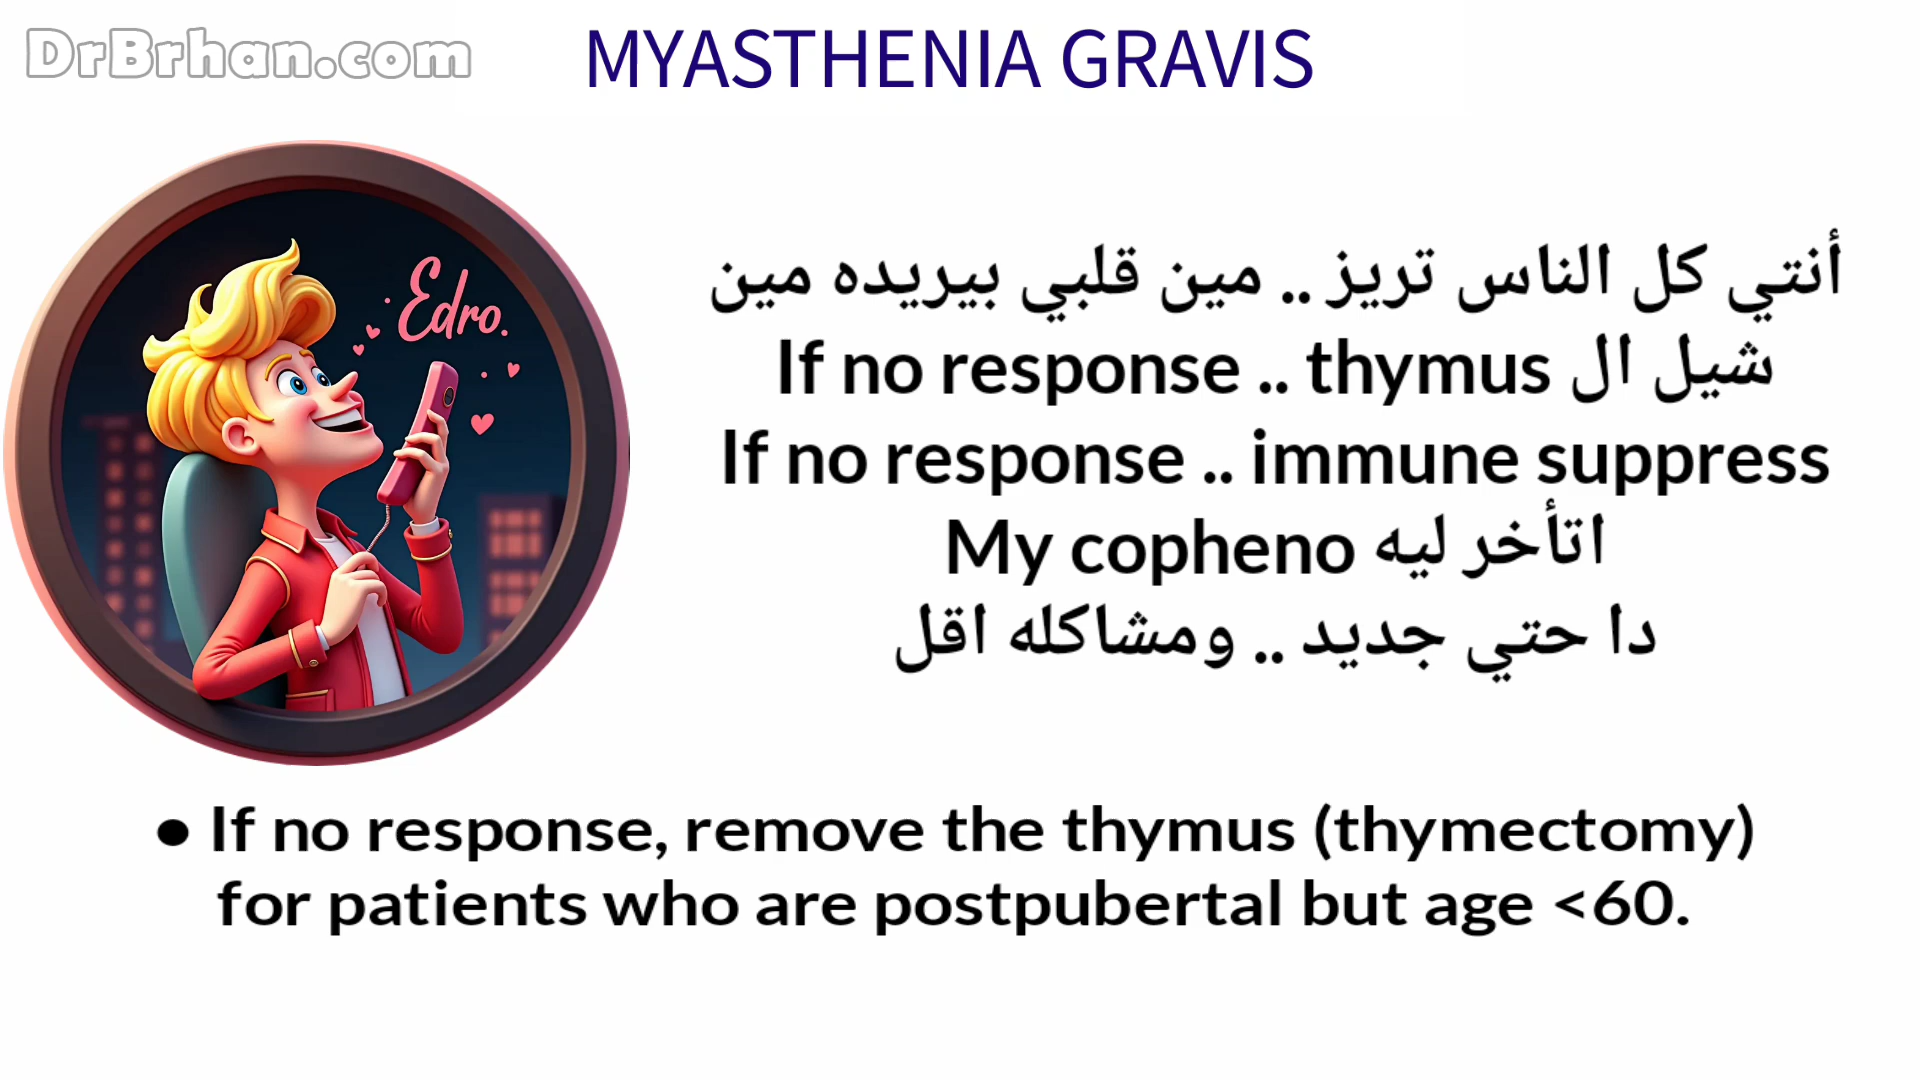 DrBrhan.com
MYASTHENIA GRAVIS
Edro.
أنتي كل الناس تريز .. مين قلبي بيريده مين
If no response .. thymus شيل ال
If no response .. immune suppress
My copheno اتأخر ليه
دا حتي جديد .. ومشاكله اقل
• If no response, remove the thymus (thymectomy)
for patients who are postpubertal but age <60.